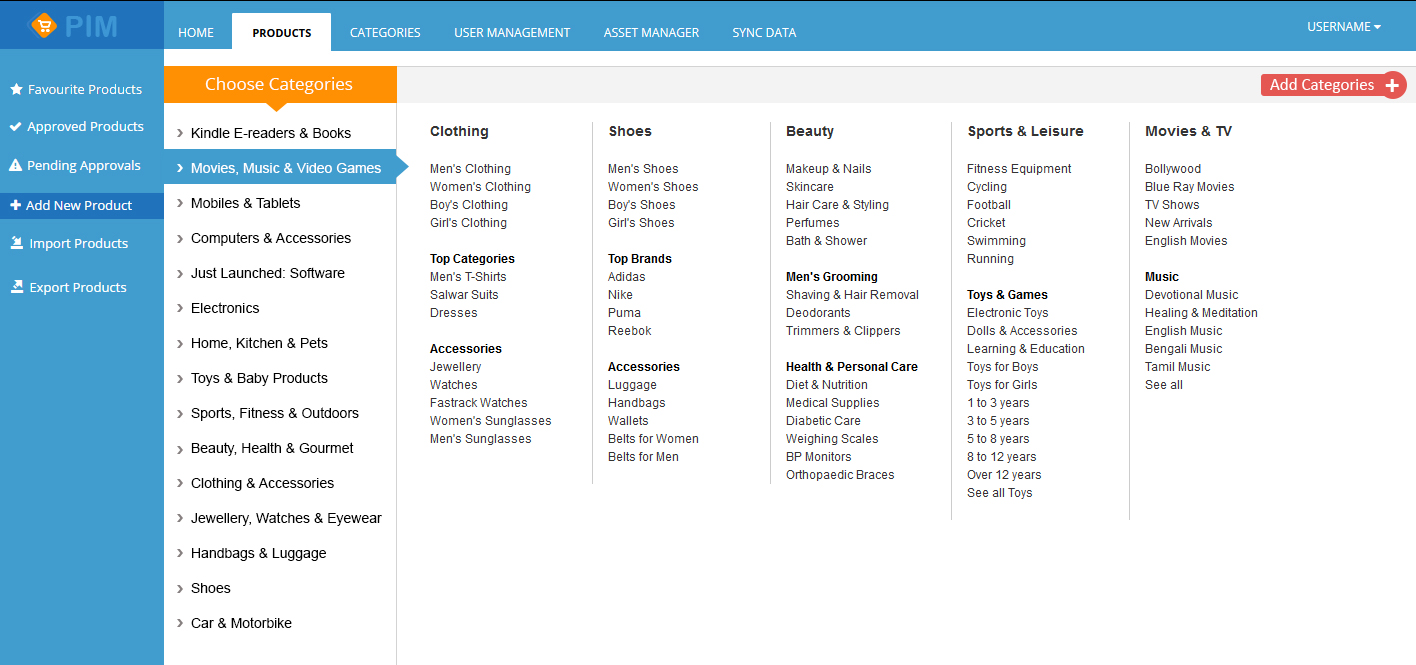 PIM
HOME
PRODUCTS
CATEGORIES
USER MANAGEMENT
ASSET MANAGER
SYNC DATA
USERNAME
Favourite Products
Approved Products
Pending Approvals
Add New Product
Import Products
Export Products
Choose Categories
Add Categories
Kindle E-readers & Books
Movies, Music & Video Games
Mobiles & Tablets
Computers & Accessories
Just Launched: Software
Electronics
Home, Kitchen & Pets
Toys & Baby Products
Sports, Fitness & Outdoors
Beauty, Health & Gourmet
Clothing & Accessories
Jewellery, Watches & Eyewear
Handbags & Luggage
Shoes
Car & Motorbike
Clothing
Men's Clothing
Women's Clothing
Boy's Clothing
Girl's Clothing
Top Categories
Men's T-Shirts
Salwar Suits
Dresses
Accessories
Jewellery
Watches
Fastrack Watches
Women's Sunglasses
Men's Sunglasses
Shoes
Men's Shoes
Women's Shoes
Boy's Shoes
Girl's Shoes
Top Brands
Adidas
Nike
Puma
Reebok
Accessories
Luggage
Handbags
Wallets
Belts for Women
Belts for Men
Beauty
Makeup & Nails
Skincare
Hair Care & Styling
Perfumes
Bath & Shower
Men's Grooming
Shaving & Hair Removal
Deodorants
Trimmers & Clippers
Health & Personal Care
Diet & Nutrition
Medical Supplies
Diabetic Care
Weighing Scales
BP Monitors
Orthopaedic Braces
Sports & Leisure
Fitness Equipment
Cycling
Football
Cricket
Swimming
Running
Toys & Games
Electronic Toys
Dolls & Accessories
Learning & Education
Toys for Boys
Toys for Girls
1 to 3 years
3 to 5 years
5 to 8 years
8 to 12 years
Over 12 years
See all Toys
Movies & TV
Bollywood
Blue Ray Movies
TV Shows
New Arrivals
English Movies
Music
Devotional Music
Healing & Meditation
English Music
Bengali Music
Tamil Music
See all